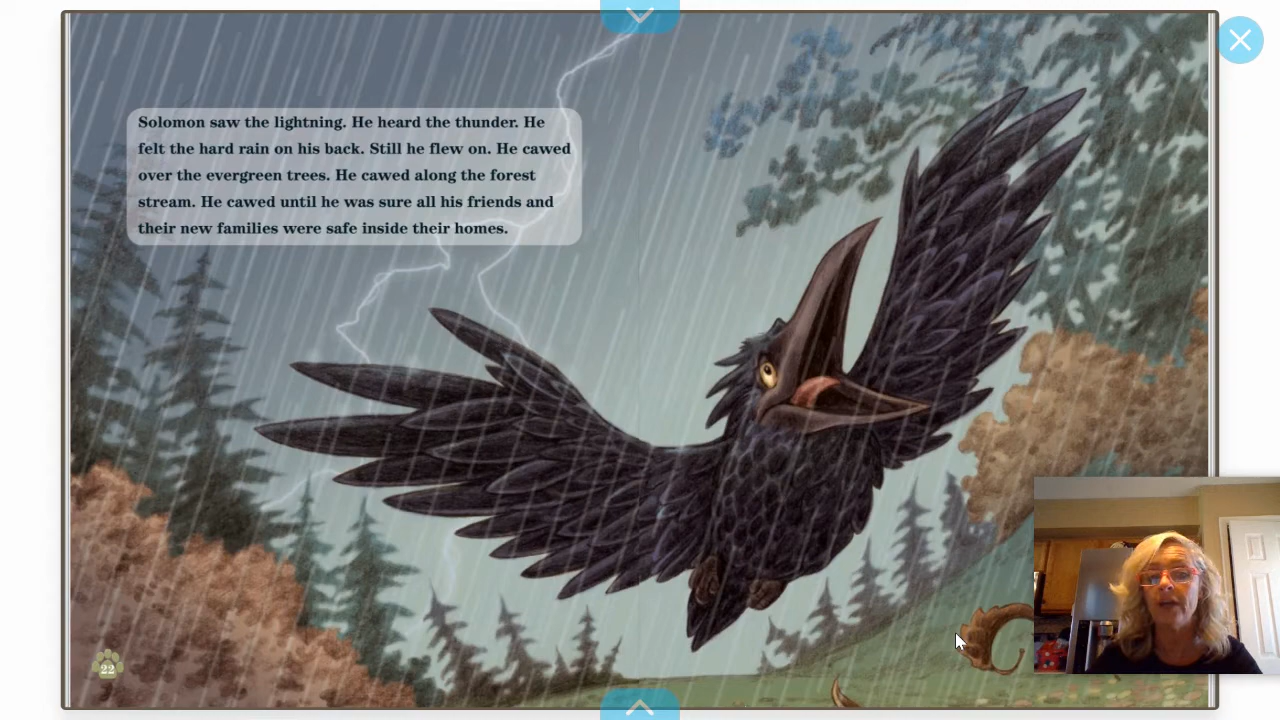 Solomon saw the lightning. He heard the thunder. He
felt the hard rain on his back. Still he flew on. He cawed
over the evergreen trees. He cawed along the forest
stream. He cawed until he was sure all his friends and
their new families were safe inside their homes.
22